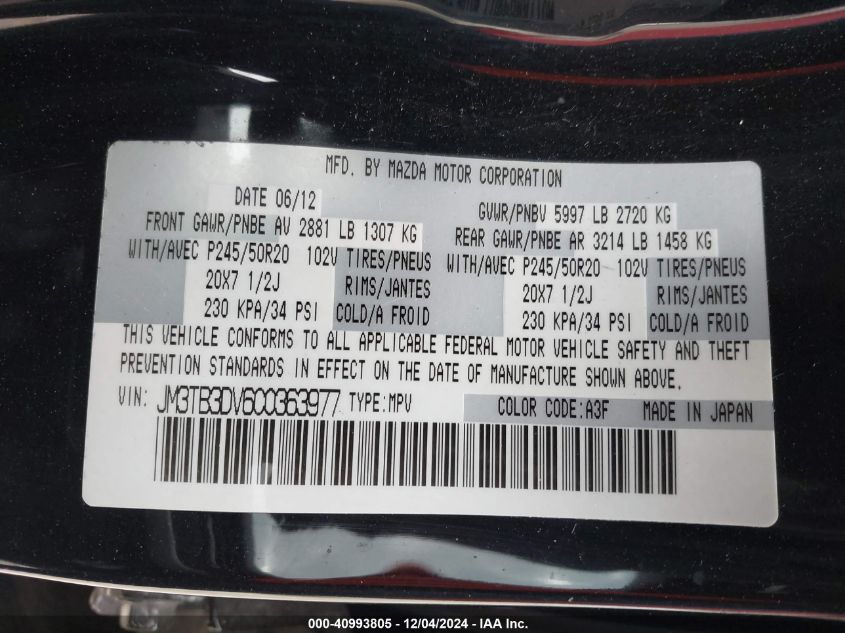 MFD. BY MAZDA MOTOR CORPORATION
DATE 06/12 GVWR/PNBV 5997 LB 2720 KG
FRONT GAWR/PNBE AV 2881 LB 1307 KG REAR GAWR/PNBE AR 3214 LB 1458 KG
WITH/AVEC P245/50R20 102V TIRES/PNEUS WITH/AVEC P245/50R20 102V TIRES/PNEUS
20X7 1/2J RIMS/JANTES 20X7 1/2J RIMS/JANTES
230 KPA/34 PSI COLD/A FROID 230 KPA/34 PSI COLD/A FROID
THIS VEHICLE CONFORMS TO ALL APPLICABLE FEDERAL MOTOR VEHICLE SAFETY AND THEFT
PREVENTION STANDARDS IN EFFECT ON THE DATE OF MANUFACTURE SHOWN ABOVE.
VIN: JM3TB3DV6C0363977 TYPE:MPV COLOR CODE:A3F MADE IN JAPAN
000-40993805 - 12/04/2024 - IAA Inc.